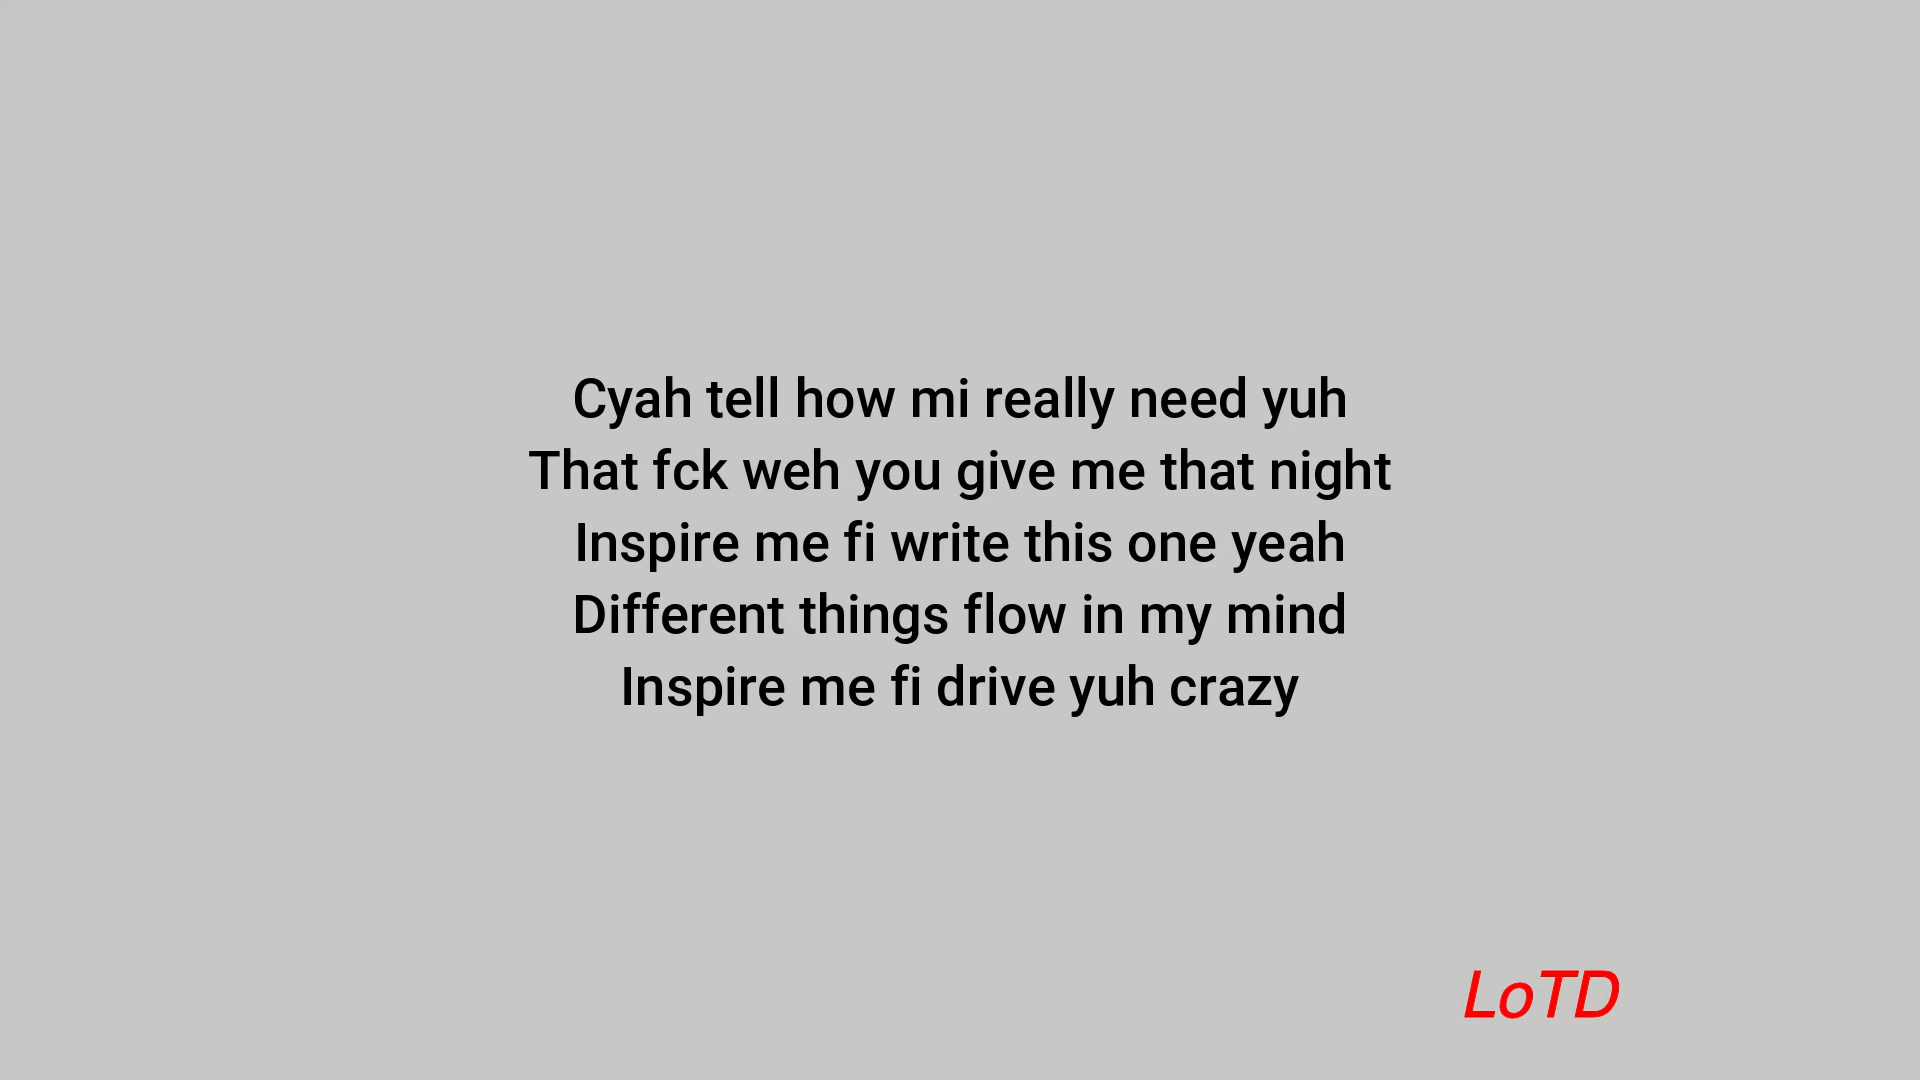 Cyah tell how mi really need yuh
That fck weh you give me that night
Inspire me fi write this one yeah
Different things flow in my mind
Inspire me fi drive yuh crazy
LoTD